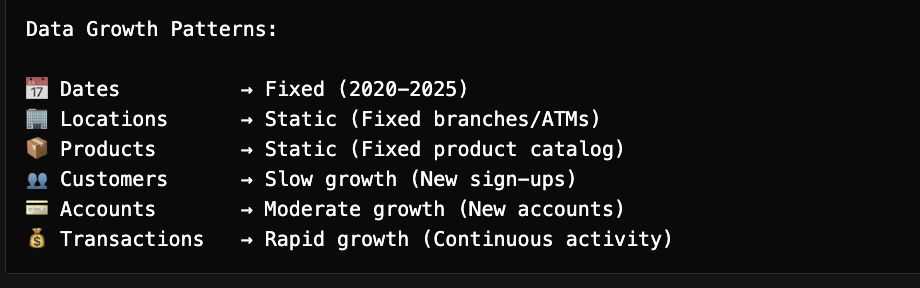 Data Growth Patterns:
📅 Dates → Fixed (2020-2025)
🏢 Locations → Static (Fixed branches/ATMs)
📦 Products → Static (Fixed product catalog)
👥 Customers → Slow growth (New sign-ups)
💳 Accounts → Moderate growth (New accounts)
💰 Transactions → Rapid growth (Continuous activity)